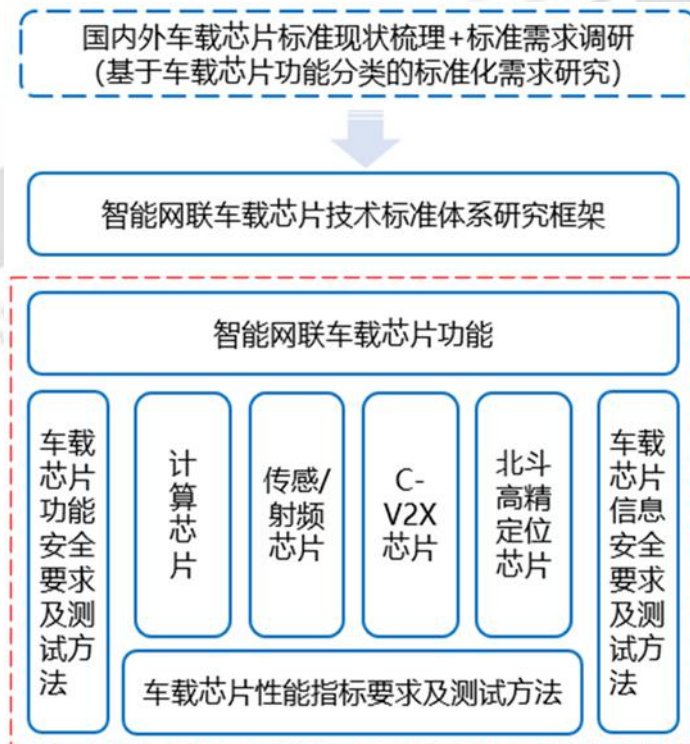 国内外车载芯片标准现状梳理+标准需求调研
(基于车载芯片功能分类的标准化需求研究)
智能网联车载芯片技术标准体系研究框架
智能网联车载芯片功能
车载
芯片
功能
安全
要求
及测
试方
法
计
算
芯
片
传感/
射频
芯片
C-
V2X
芯片
北斗
高精
定位
芯片
车载
芯片
信息
安全
要求
及测
试方
法
车载芯片性能指标要求及测试方法